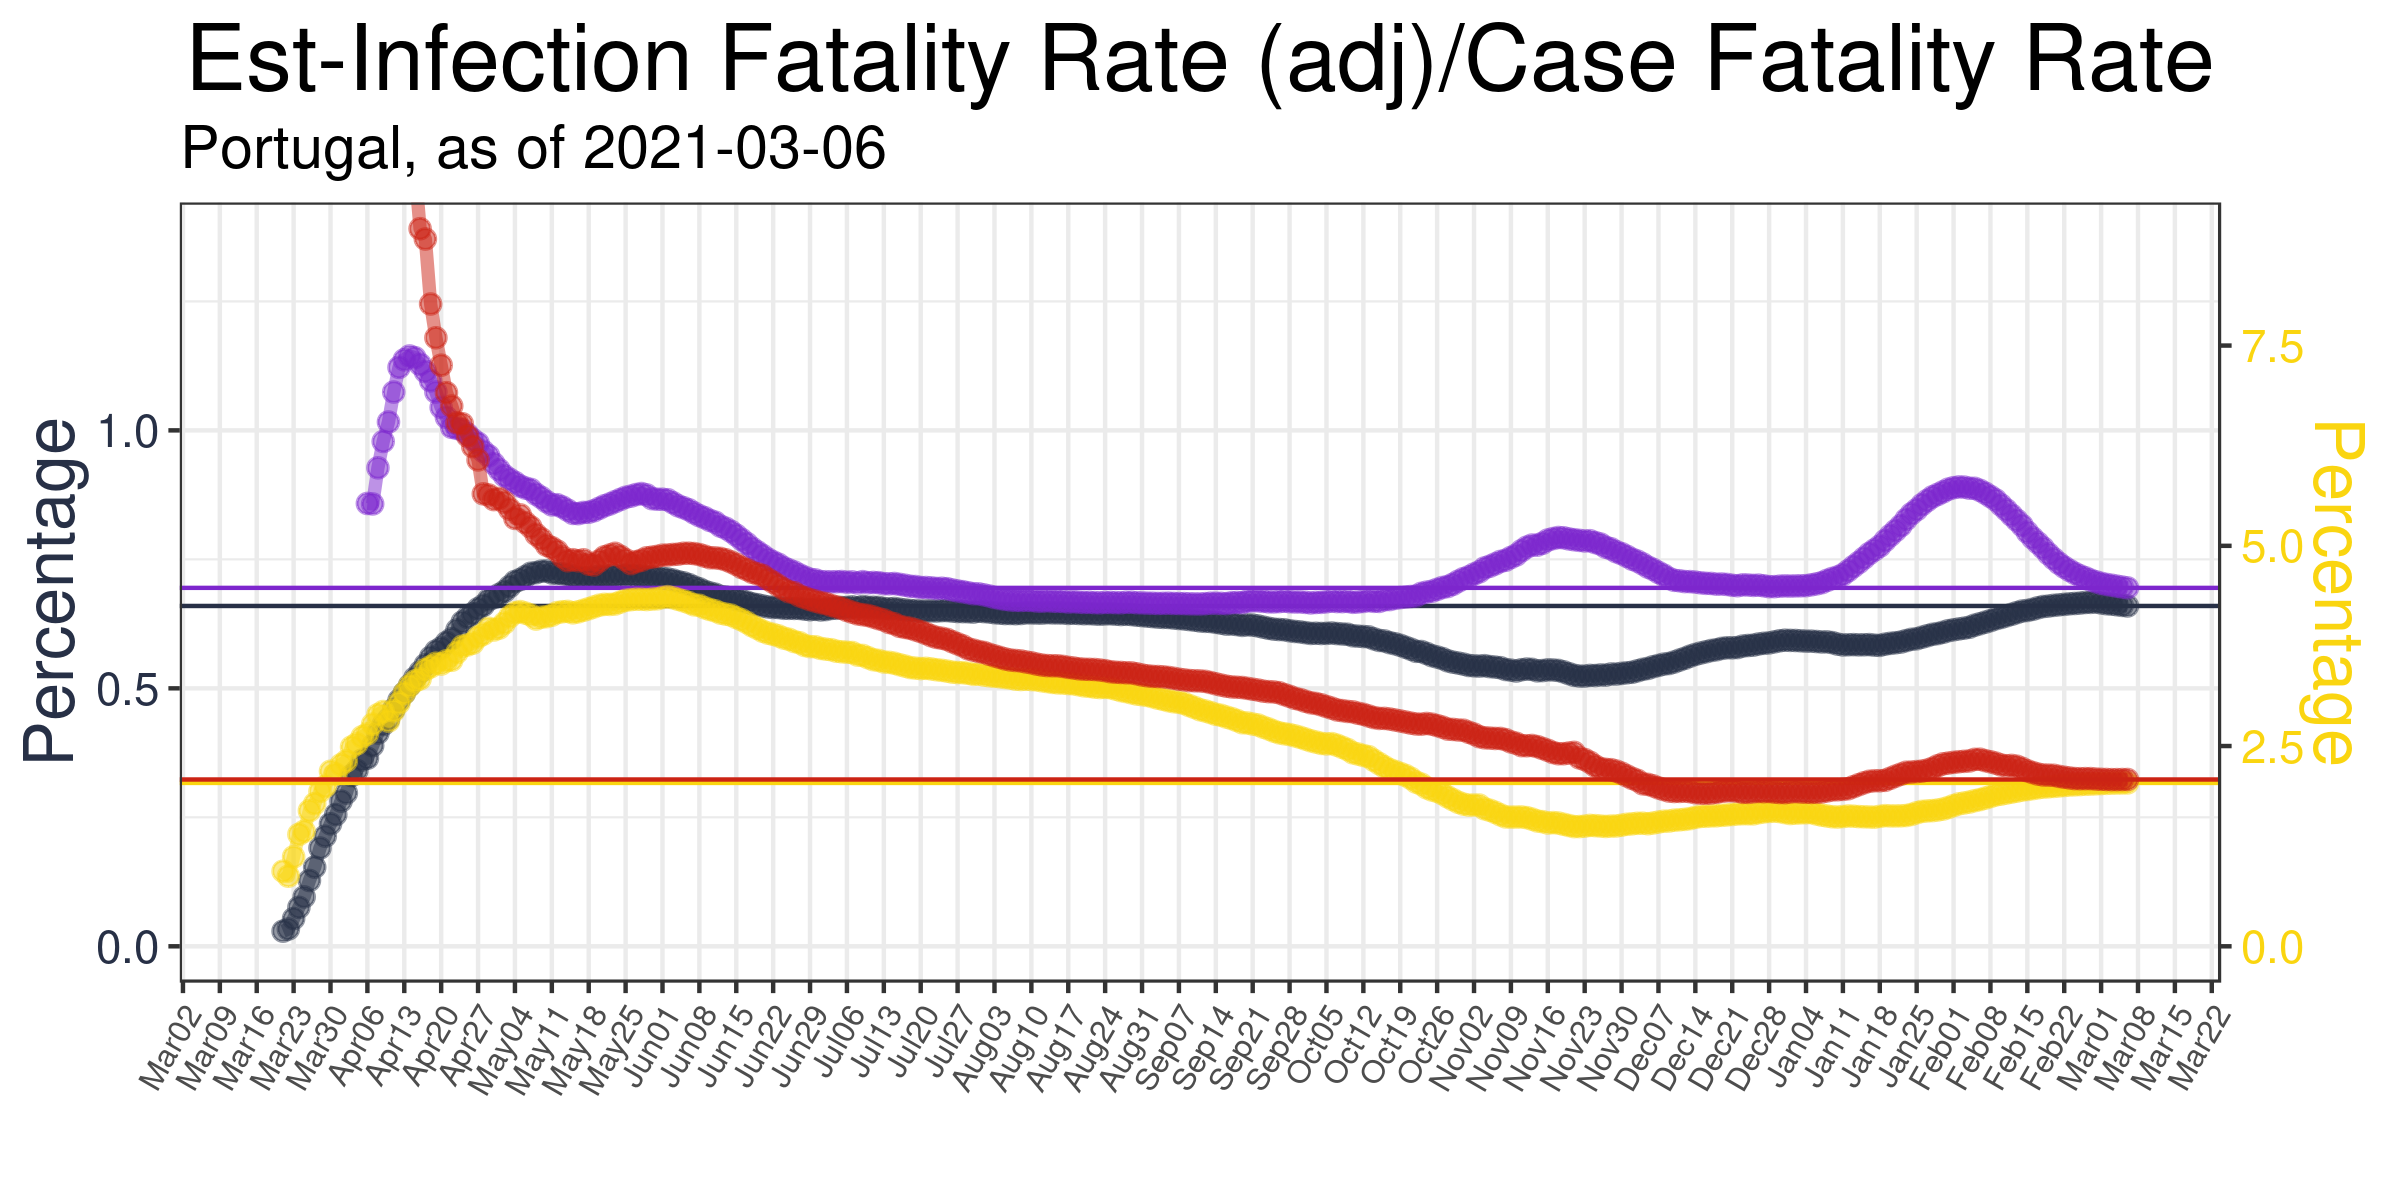 Est-Infection Fatality Rate (adj)/Case Fatality Rate
Portugal, as of 2021-03-06
Percentage
1.0
0.5
0.0
7.5
5.0
2.5
0.0
Percentage
Mar02
Mar09
Mar16
Mar23
Mar30
Apr06
Apr13
Apr20
Apr27
May04
May11
May18
May25
Jun01
Jun08
Jun15
Jun22
Jun29
Jul06
Jul13
Jul20
Jul27
Aug03
Aug10
Aug17
Aug24
Aug31
Sep07
Sep14
Sep21
Sep28
Oct05
Oct12
Oct19
Oct26
Nov02
Nov09
Nov16
Nov23
Nov30
Dec07
Dec14
Dec21
Dec28
Dec04
Jan11
Jan18
Jan25
Feb01
Feb08
Feb15
Feb22
Mar01
Mar08
Mar15
Mar22